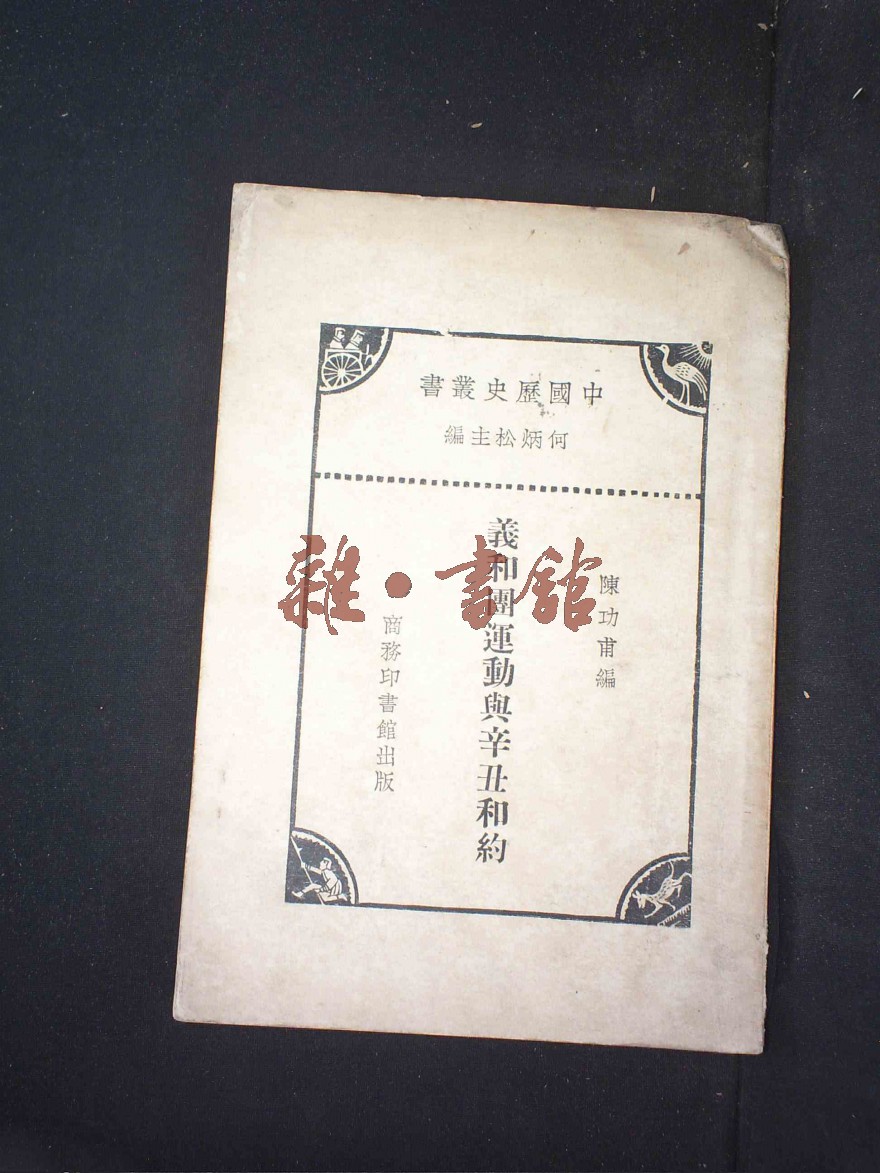 中國歷史叢書
何炳松主編
陳功甫編
義和團運動與辛丑和約
商務印書館出版
雜·書館